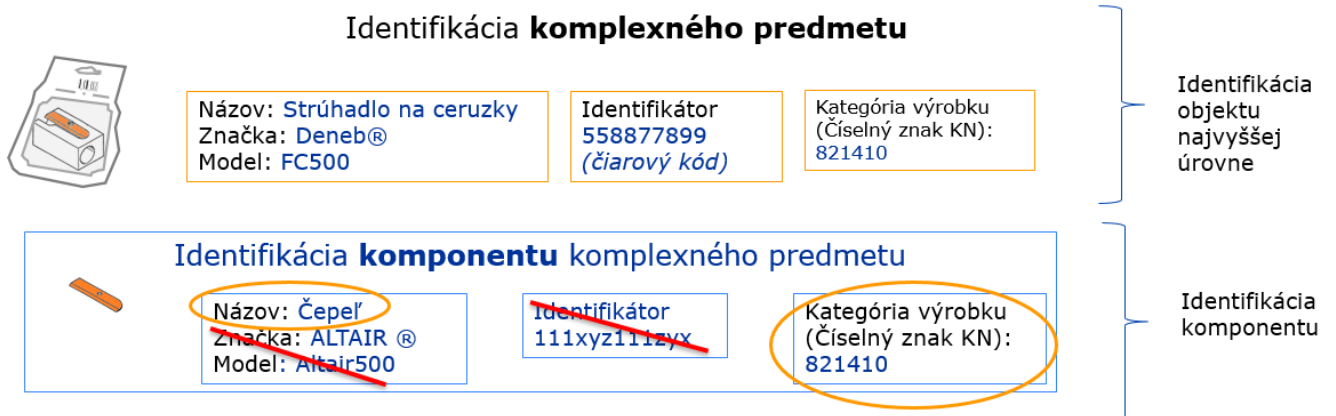 Identifikácia komplexného predmetu
Názov: Strúhadlo na ceruzky
Značka: Deneb®
Model: FC500
Identifikátor
558877899
(čiarový kód)
Kategória výrobku
(Číselný znak KN):
821410
Identifikácia
objektu
najvyššej
úrovne
Identifikácia komponentu komplexného predmetu
Názov: Čepeľ
Značka: ALTAIR ®
Model: Altair500
Identifikátor
111xyz111zyx
Kategória výrobku
(Číselný znak KN):
821410
Identifikácia
komponentu